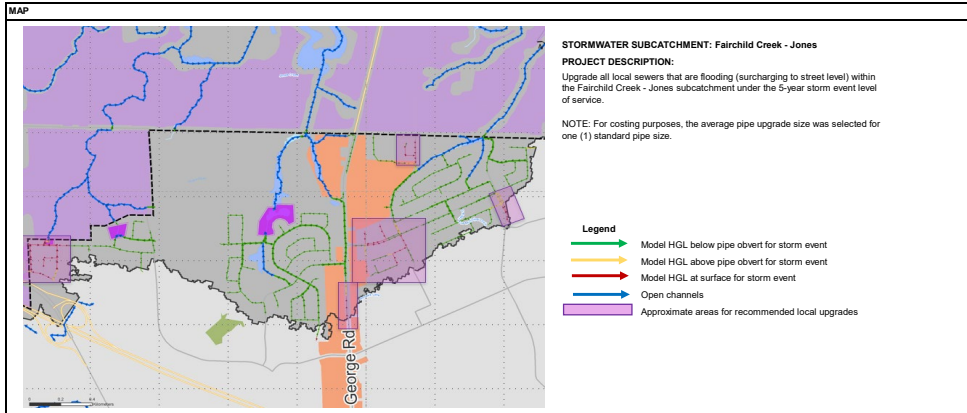 MAP
STORMWATER SUBCATCHMENT: Fairchild Creek - Jones
PROJECT DESCRIPTION:
Upgrade all local sewers that are flooding (surcharging to street level) within
the Fairchild Creek - Jones subcatchment under the 5-year storm event level
of service.
NOTE: For costing purposes, the average pipe upgrade size was selected for
one (1) standard pipe size.
Legend
Model HGL below pipe obvert for storm event
Model HGL above pipe obvert for storm event
Model HGL at surface for storm event
Open channels
Approximate areas for recommended local upgrades
George Rd